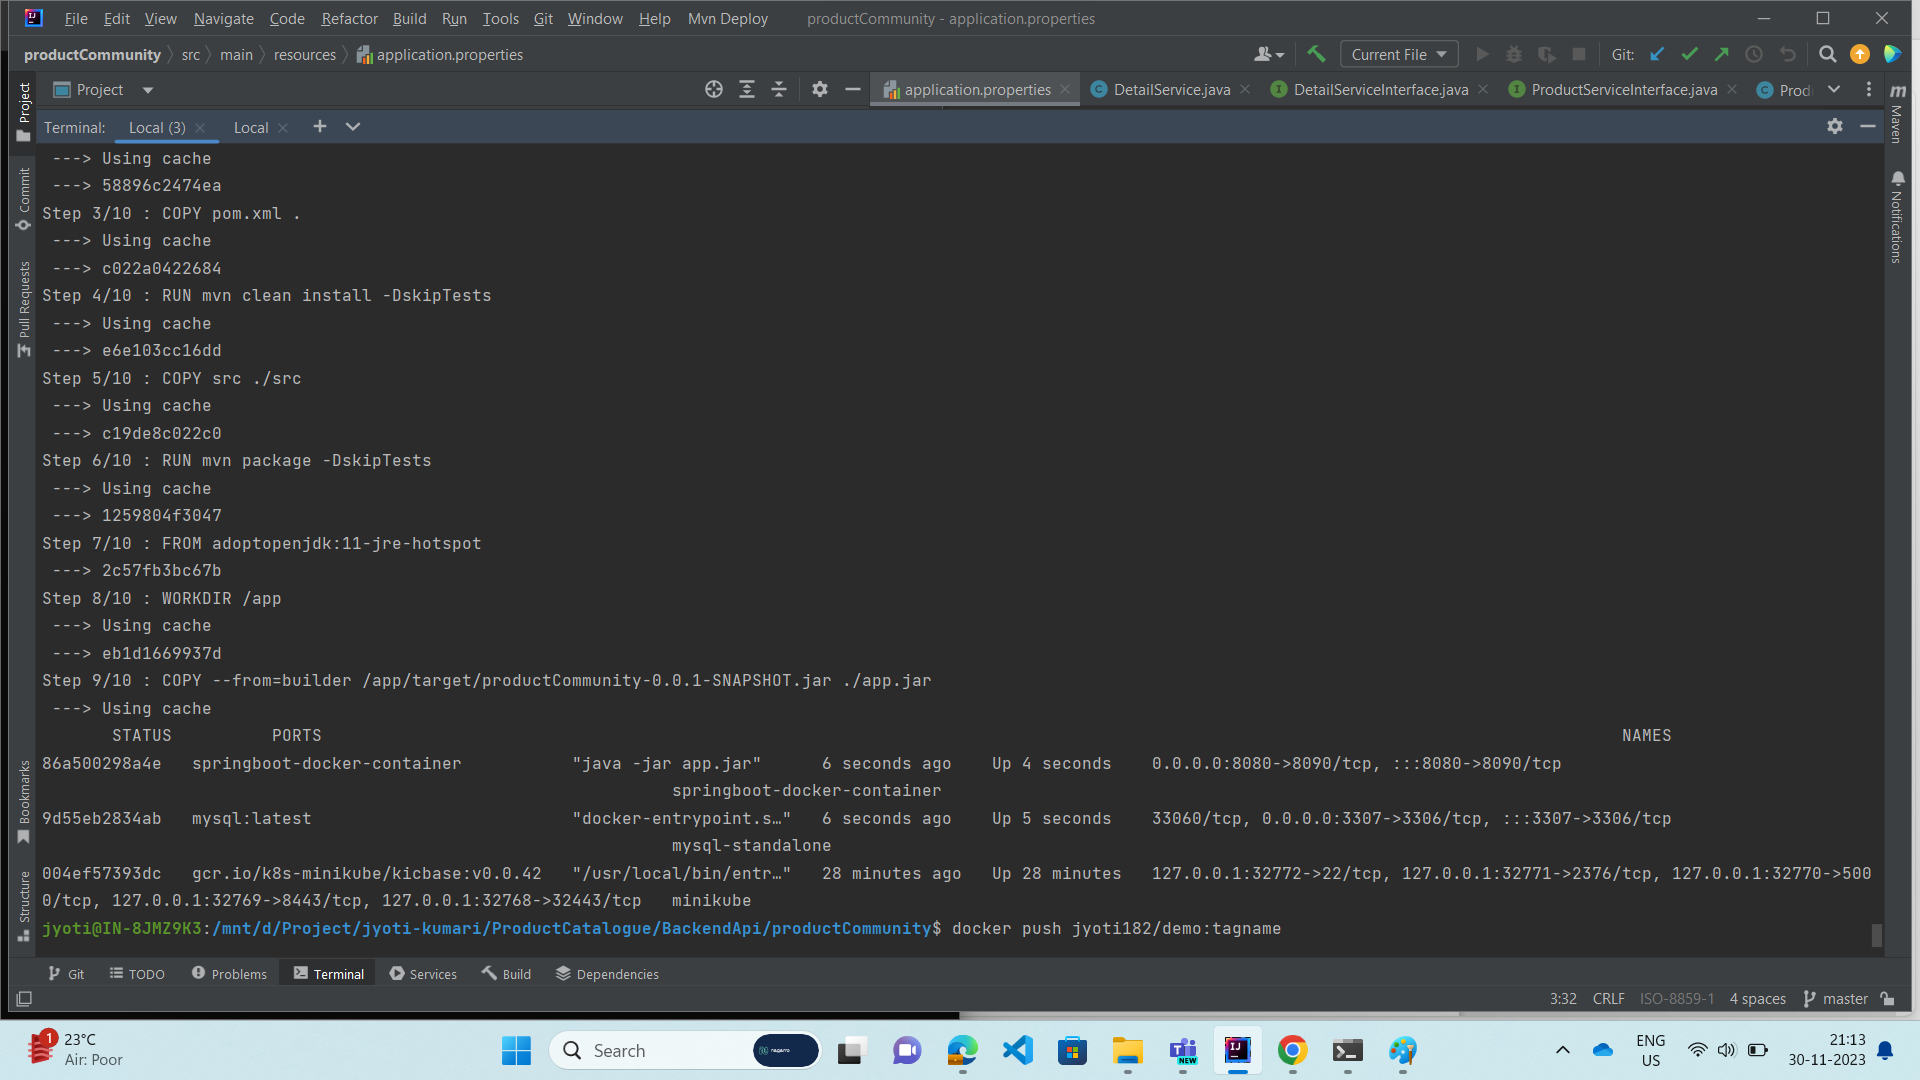 File Edit View Navigate Code Refactor Build Run Tools Git Window Help Mvn Deploy productCommunity - application.properties
productCommunity src main resources application.properties Current File Git:
Project application.properties DetailService.java DetailServiceInterface.java ProductServiceInterface.java Prod
Terminal: Local (3) Local
---> Using cache
---> 58896c2474ea
Step 3/10 : COPY pom.xml .
---> Using cache
---> c022a0422684
Step 4/10 : RUN mvn clean install -DskipTests
---> Using cache
---> e6e103cc16dd
Step 5/10 : COPY src ./src
---> Using cache
---> c19de8c022c0
Step 6/10 : RUN mvn package -DskipTests
---> Using cache
---> 1259804f3047
Step 7/10 : FROM adoptopenjdk:11-jre-hotspot
---> 2c57fb3bc67b
Step 8/10 : WORKDIR /app
---> Using cache
---> eb1d1669937d
Step 9/10 : COPY --from=builder /app/target/productCommunity-0.0.1-SNAPSHOT.jar ./app.jar
---> Using cache
STATUS PORTS NAMES
86a500298a4e springboot-docker-container "java -jar app.jar" 6 seconds ago Up 4 seconds 0.0.0.0:8080->8090/tcp, :::8080->8090/tcp
springboot-docker-container
9d55eb2834ab mysql:latest "docker-entrypoint.s…" 6 seconds ago Up 5 seconds 33060/tcp, 0.0.0.0:3307->3306/tcp, :::3307->3306/tcp
mysql-standalone
004ef57393dc gcr.io/k8s-minikube/kicbase:v0.0.42 "/usr/local/bin/entr…" 28 minutes ago Up 28 minutes 127.0.0.1:32772->22/tcp, 127.0.0.1:32771->2376/tcp, 127.0.0.1:32770->500
0/tcp, 127.0.0.1:32769->8443/tcp, 127.0.0.1:32768->32443/tcp minikube
jyoti@IN-8JMZ9K3:/mnt/d/Project/jyoti-kumari/ProductCatalogue/BackendApi/productCommunity$ docker push jyoti182/demo:tagname
Project
Commit
Pull Requests
Bookmarks
Structure
Maven
Notifications
Git TODO Problems Terminal Services Build Dependencies
3:32 CRLF ISO-8859-1 4 spaces master
1 23°C
Air: Poor
Search nagarro
NEW
ENG
US
21:13
30-11-2023